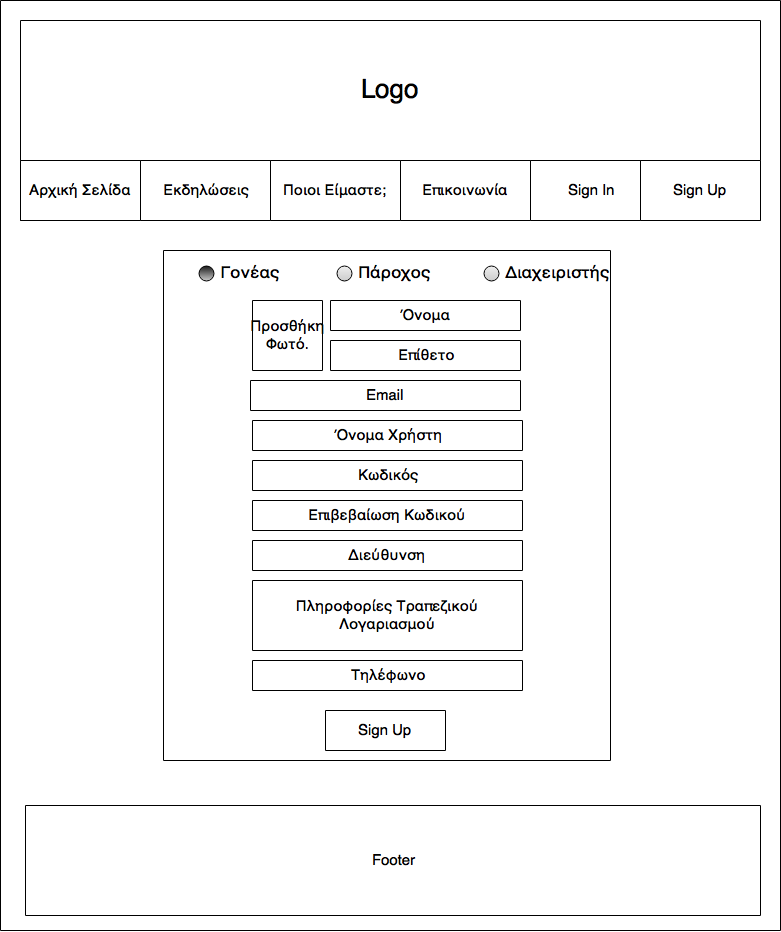 Logo
Αρχική Σελίδα
Εκδηλώσεις
Ποιοι Είμαστε;
Επικοινωνία
Sign In
Sign Up
Γονέας
Πάροχος
Διαχειριστής
Προσθήκη
Φωτό.
Όνομα
Επίθετο
Email
Όνομα Χρήστη
Κωδικός
Επιβεβαίωση Κωδικού
Διεύθυνση
Πληροφορίες Τραπεζικού
Λογαριασμού
Τηλέφωνο
Sign Up
Footer